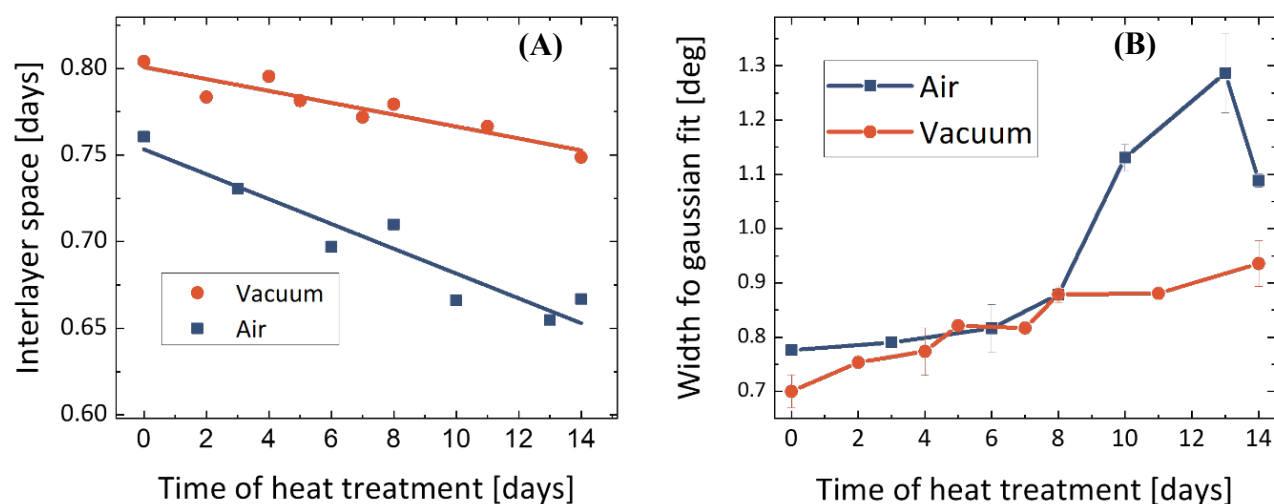 (A)
Interlayer space [days]
0.80
0.75
0.70
0.65
0.60
Vacuum
Air
0 2 4 6 8 10 12 14
Time of heat treatment [days]
(B)
Width fo gaussian fit [deg]
1.3
1.2
1.1
1.0
0.9
0.8
0.7
Air
Vacuum
0 2 4 6 8 10 12 14
Time of heat treatment [days]